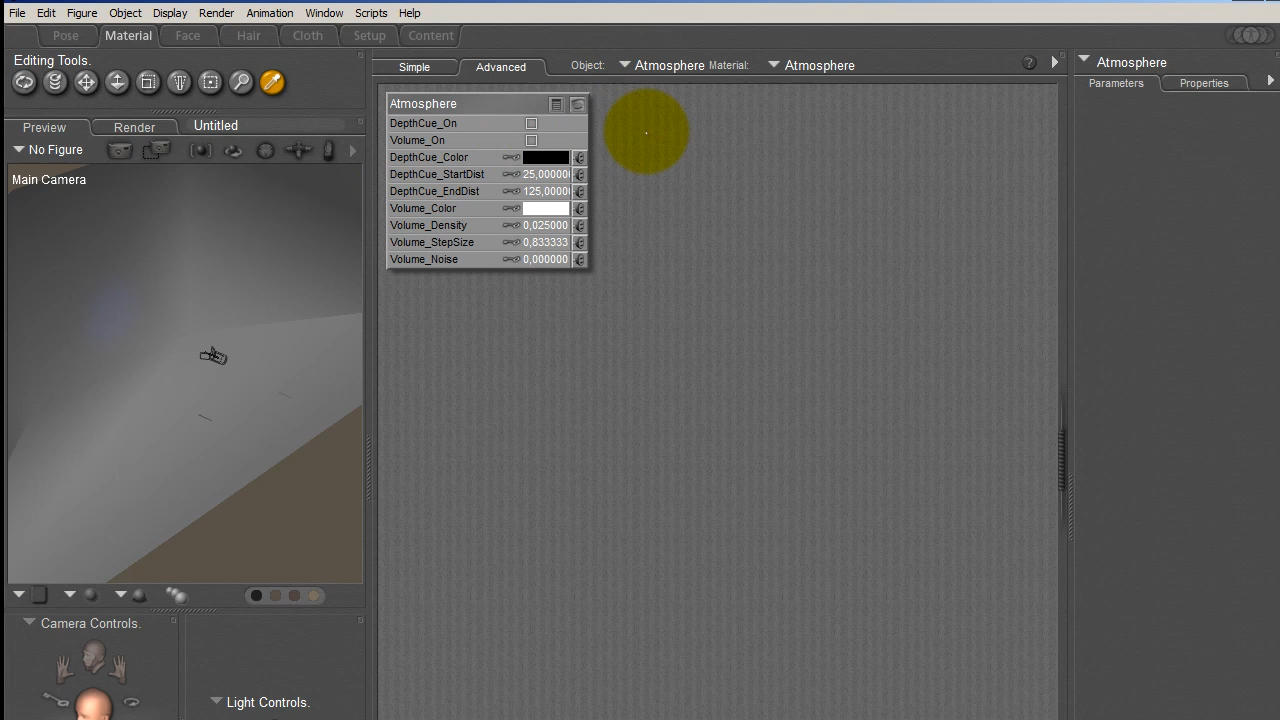 File Edit Figure Object Display Render Animation Window Scripts Help
Pose Material Face Hair Cloth Setup Content
Editing Tools.
Simple Advanced Object: Atmosphere Material: Atmosphere ?
Atmosphere
Parameters Properties
Preview Render Untitled
No Figure
Main Camera
Atmosphere
DepthCue_On
Volume_On
DepthCue_Color
DepthCue_StartDist 25,000000
DepthCue_EndDist 125,00000
Volume_Color
Volume_Density 0,025000
Volume_StepSize 0,833333
Volume_Noise 0,000000
Camera Controls.
Light Controls.